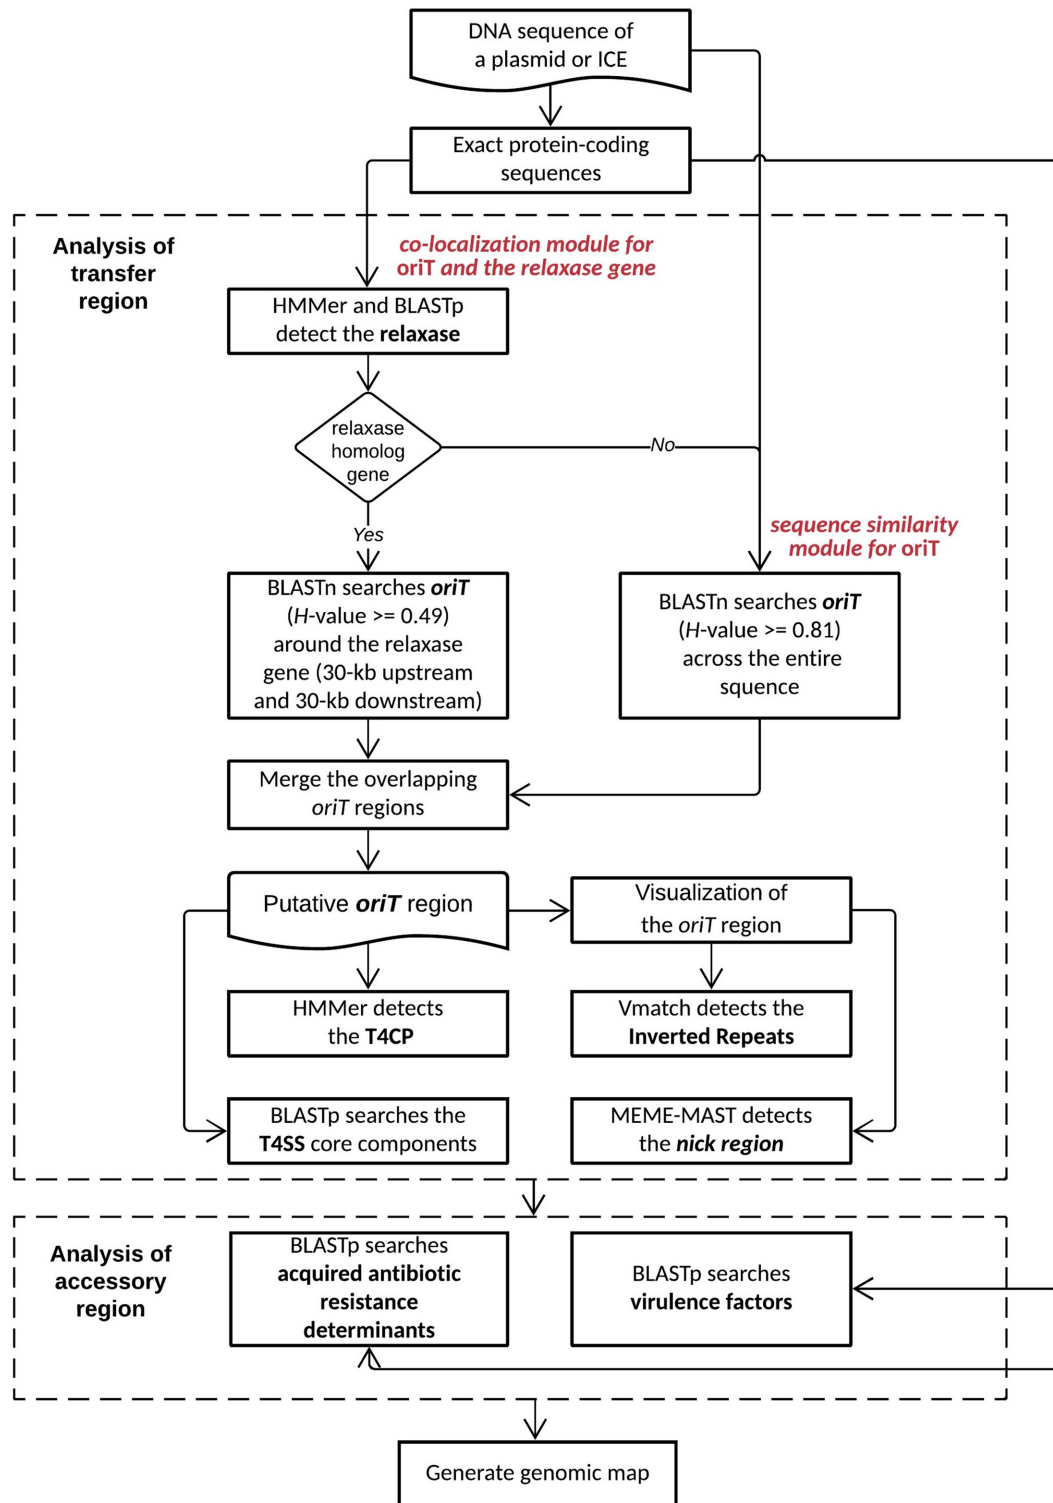 DNA sequence of
a plasmid or ICE
Exact protein-coding
sequences
Analysis of
transfer
region
co-localization module for
oriT and the relaxase gene
HMMer and BLASTp
detect the relaxase
relaxase
homolog
gene
No
Yes
sequence similarity
module for oriT
BLASTn searches oriT
(H-value >= 0.49)
around the relaxase
gene (30-kb upstream
and 30-kb downstream)
BLASTn searches oriT
(H-value >= 0.81)
across the entire
squence
Merge the overlapping
oriT regions
Putative oriT region
Visualization of
the oriT region
HMMer detects
the T4CP
Vmatch detects the
Inverted Repeats
BLASTp searches the
T4SS core components
MEME-MAST detects
the nick region
Analysis of
accessory
region
BLASTp searches
acquired antibiotic
resistance
determinants
BLASTp searches
virulence factors
Generate genomic map